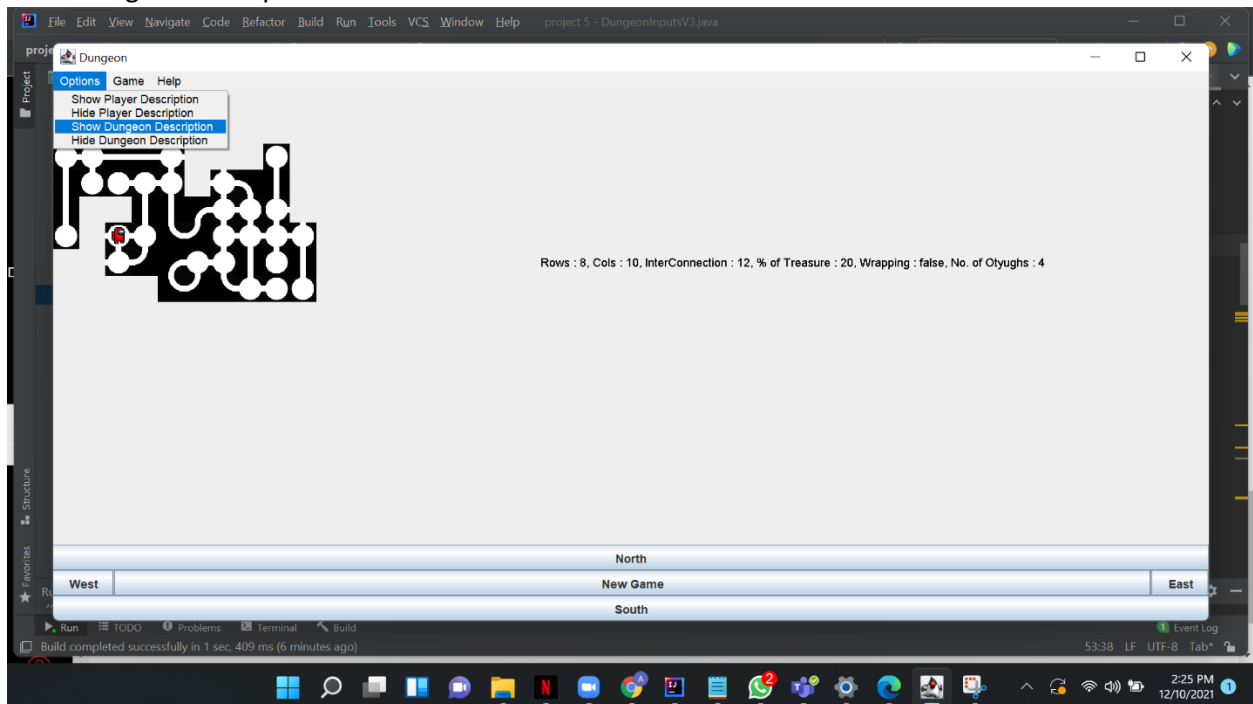 File Edit View Navigate Code Refactor Build Run Tools VCS Window Help project 5 - DungeonInputsV3.java
proje
Dungeon
Options Game Help
Show Player Description
Hide Player Description
Show Dungeon Description
Hide Dungeon Description
Project
Rows : 8, Cols : 10, InterConnection : 12, % of Treasure : 20, Wrapping : false, No. of Otyughs : 4
Structure
Favorites
North
West New Game East
South
Run TODO Problems Terminal Build Event Log
Build completed successfully in 1 sec, 409 ms (6 minutes ago) 53:38 LF UTF-8 Tab*
2:25 PM
12/10/2021